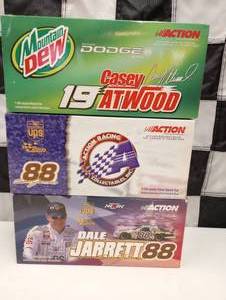 Mountain Dew
DODGE
ACTION
Casey
19 ATWOOD
ups
88
ACTION RACING
COLLECTABLES, INC.
ACTION
ups
ACTION
DALE
JARRETT 88